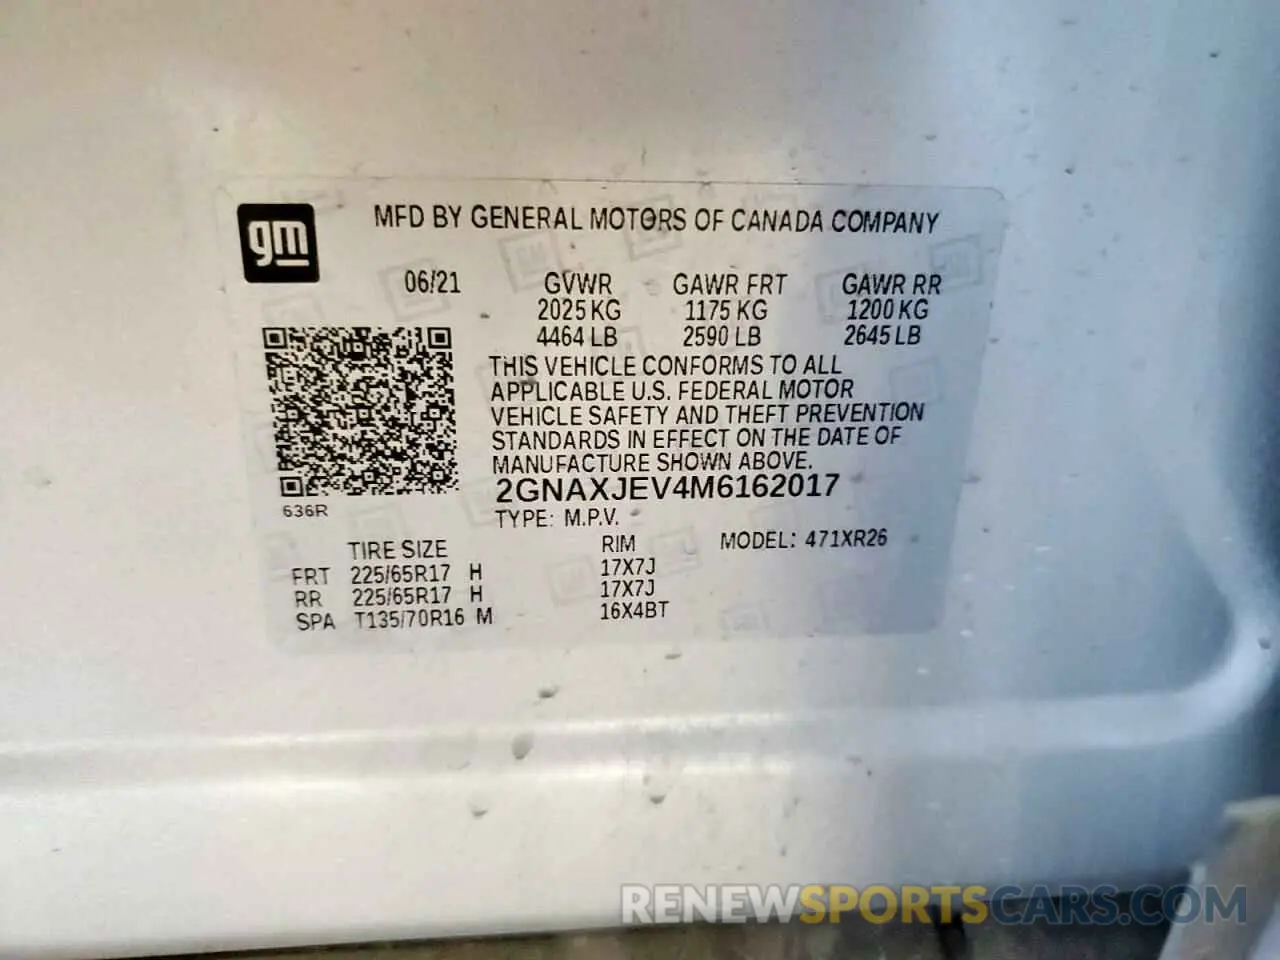 gm
MFD BY GENERAL MOTORS OF CANADA COMPANY
06/21 GVWR GAWR FRT GAWR RR
2025 KG 1175 KG 1200 KG
4464 LB 2590 LB 2645 LB
THIS VEHICLE CONFORMS TO ALL
APPLICABLE U.S. FEDERAL MOTOR
VEHICLE SAFETY AND THEFT PREVENTION
STANDARDS IN EFFECT ON THE DATE OF
MANUFACTURE SHOWN ABOVE.
2GNAXJEV4M6162017
636R
TYPE: M.P.V.
TIRE SIZE RIM MODEL: 471XR26
FRT 225/65R17 H 17X7J
RR 225/65R17 H 17X7J
SPA T135/70R16 M 16X4BT
RENEWSPORTSCARS.COM